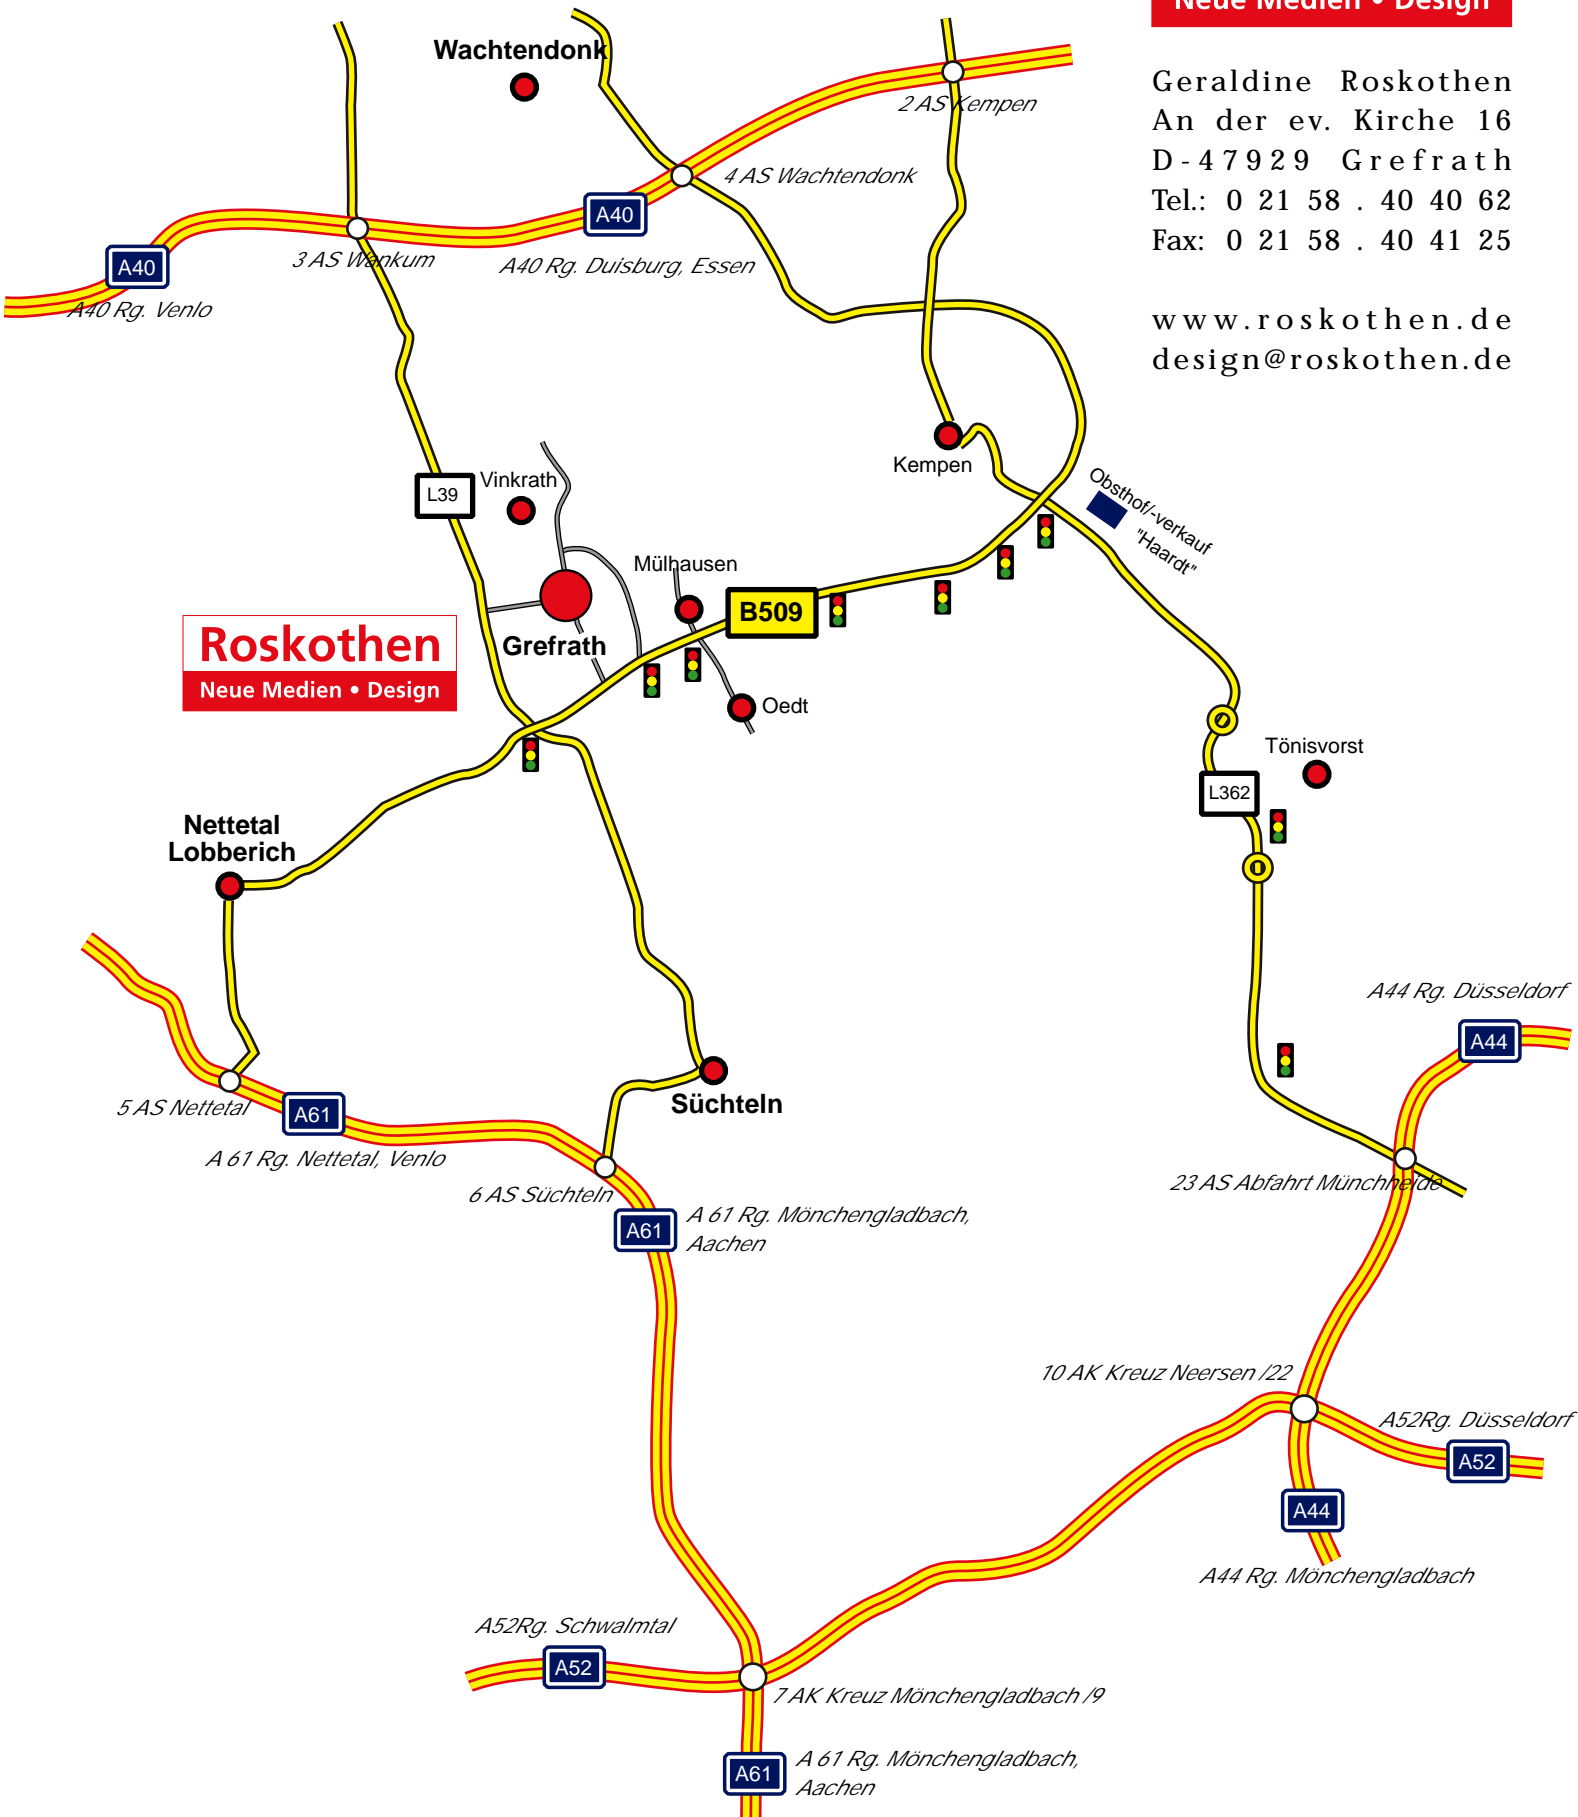 Neue Medien • Design
Geraldine Roskothen
An der ev. Kirche 16
D-47929 Grefrath
Tel.: 0 21 58 . 40 40 62
Fax: 0 21 58 . 40 41 25
www.roskothen.de
design@roskothen.de
Wachtendonk
2 AS Kempen
4 AS Wachtendonk
A40
A40
3 AS Wankum
A40 Rg. Duisburg, Essen
A40 Rg. Venlo
Kempen
L39
Vinkrath
Obsthof/-verkauf
"Haardt"
Mülhausen
B509
Roskothen
Neue Medien • Design
Grefrath
Oedt
Tönisvorst
L362
Nettetal
Lobberich
A44 Rg. Düsseldorf
A44
5 AS Nettetal
A61
Süchteln
A 61 Rg. Nettetal, Venlo
6 AS Süchteln
23 AS Abfahrt Münchheide
A61
A 61 Rg. Mönchengladbach,
Aachen
10 AK Kreuz Neersen /22
A52Rg. Düsseldorf
A52
A44
A44 Rg. Mönchengladbach
A52Rg. Schwalmtal
A52
7 AK Kreuz Mönchengladbach /9
A61
A 61 Rg. Mönchengladbach,
Aachen